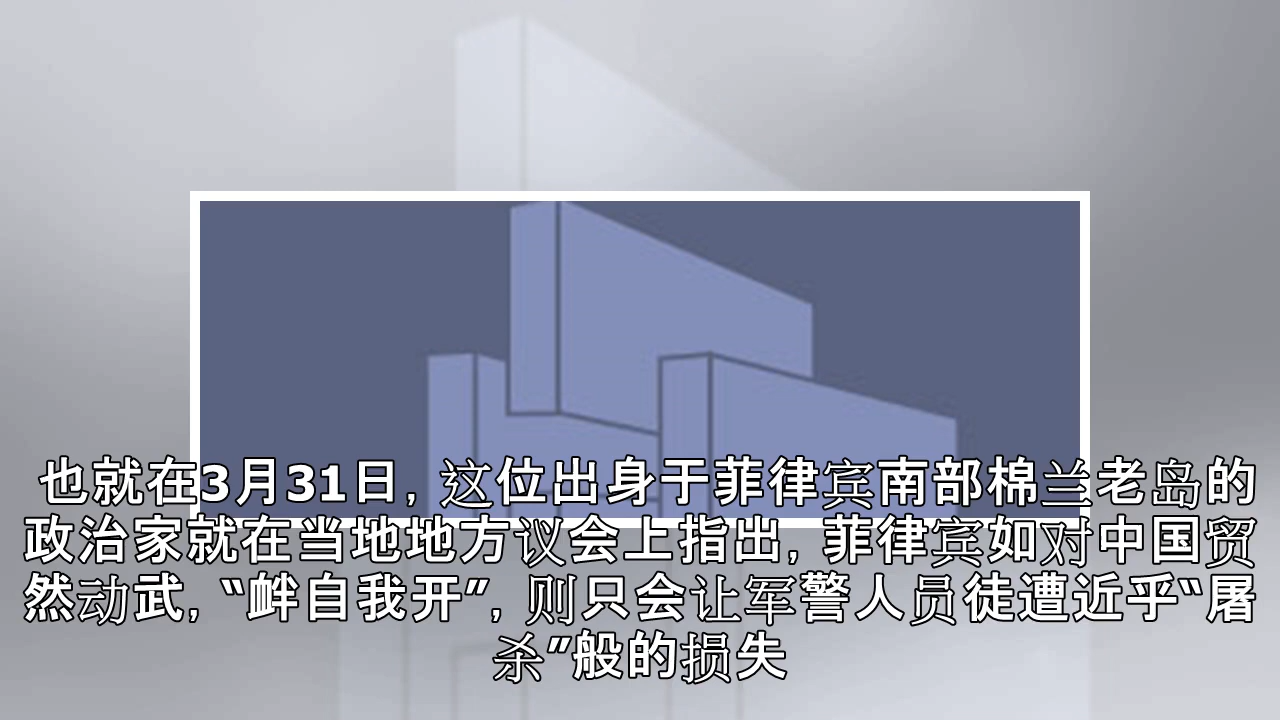 也就在3月31日, 这位出身于菲律宾南部棉兰老岛的
政治家就在当地地方议会上指出, 菲律宾如对中国贸
然动武, “衅自我开”, 则只会让军警人员徒遭近乎“屠
杀”般的损失